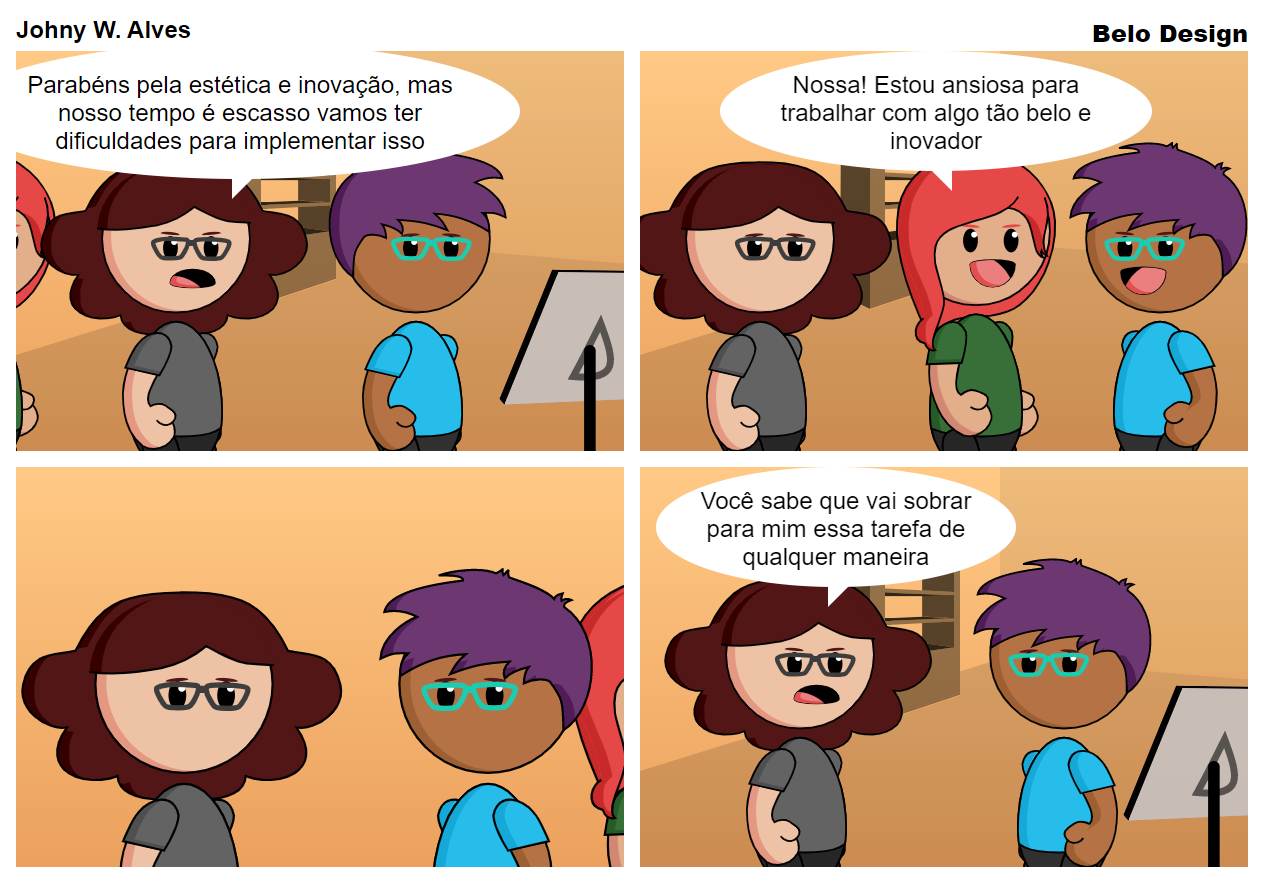 Johny W. Alves
Belo Design
Parabéns pela estética e inovação, mas
nosso tempo é escasso vamos ter
dificuldades para implementar isso
Nossa! Estou ansiosa para
trabalhar com algo tão belo e
inovador
Você sabe que vai sobrar
para mim essa tarefa de
qualquer maneira